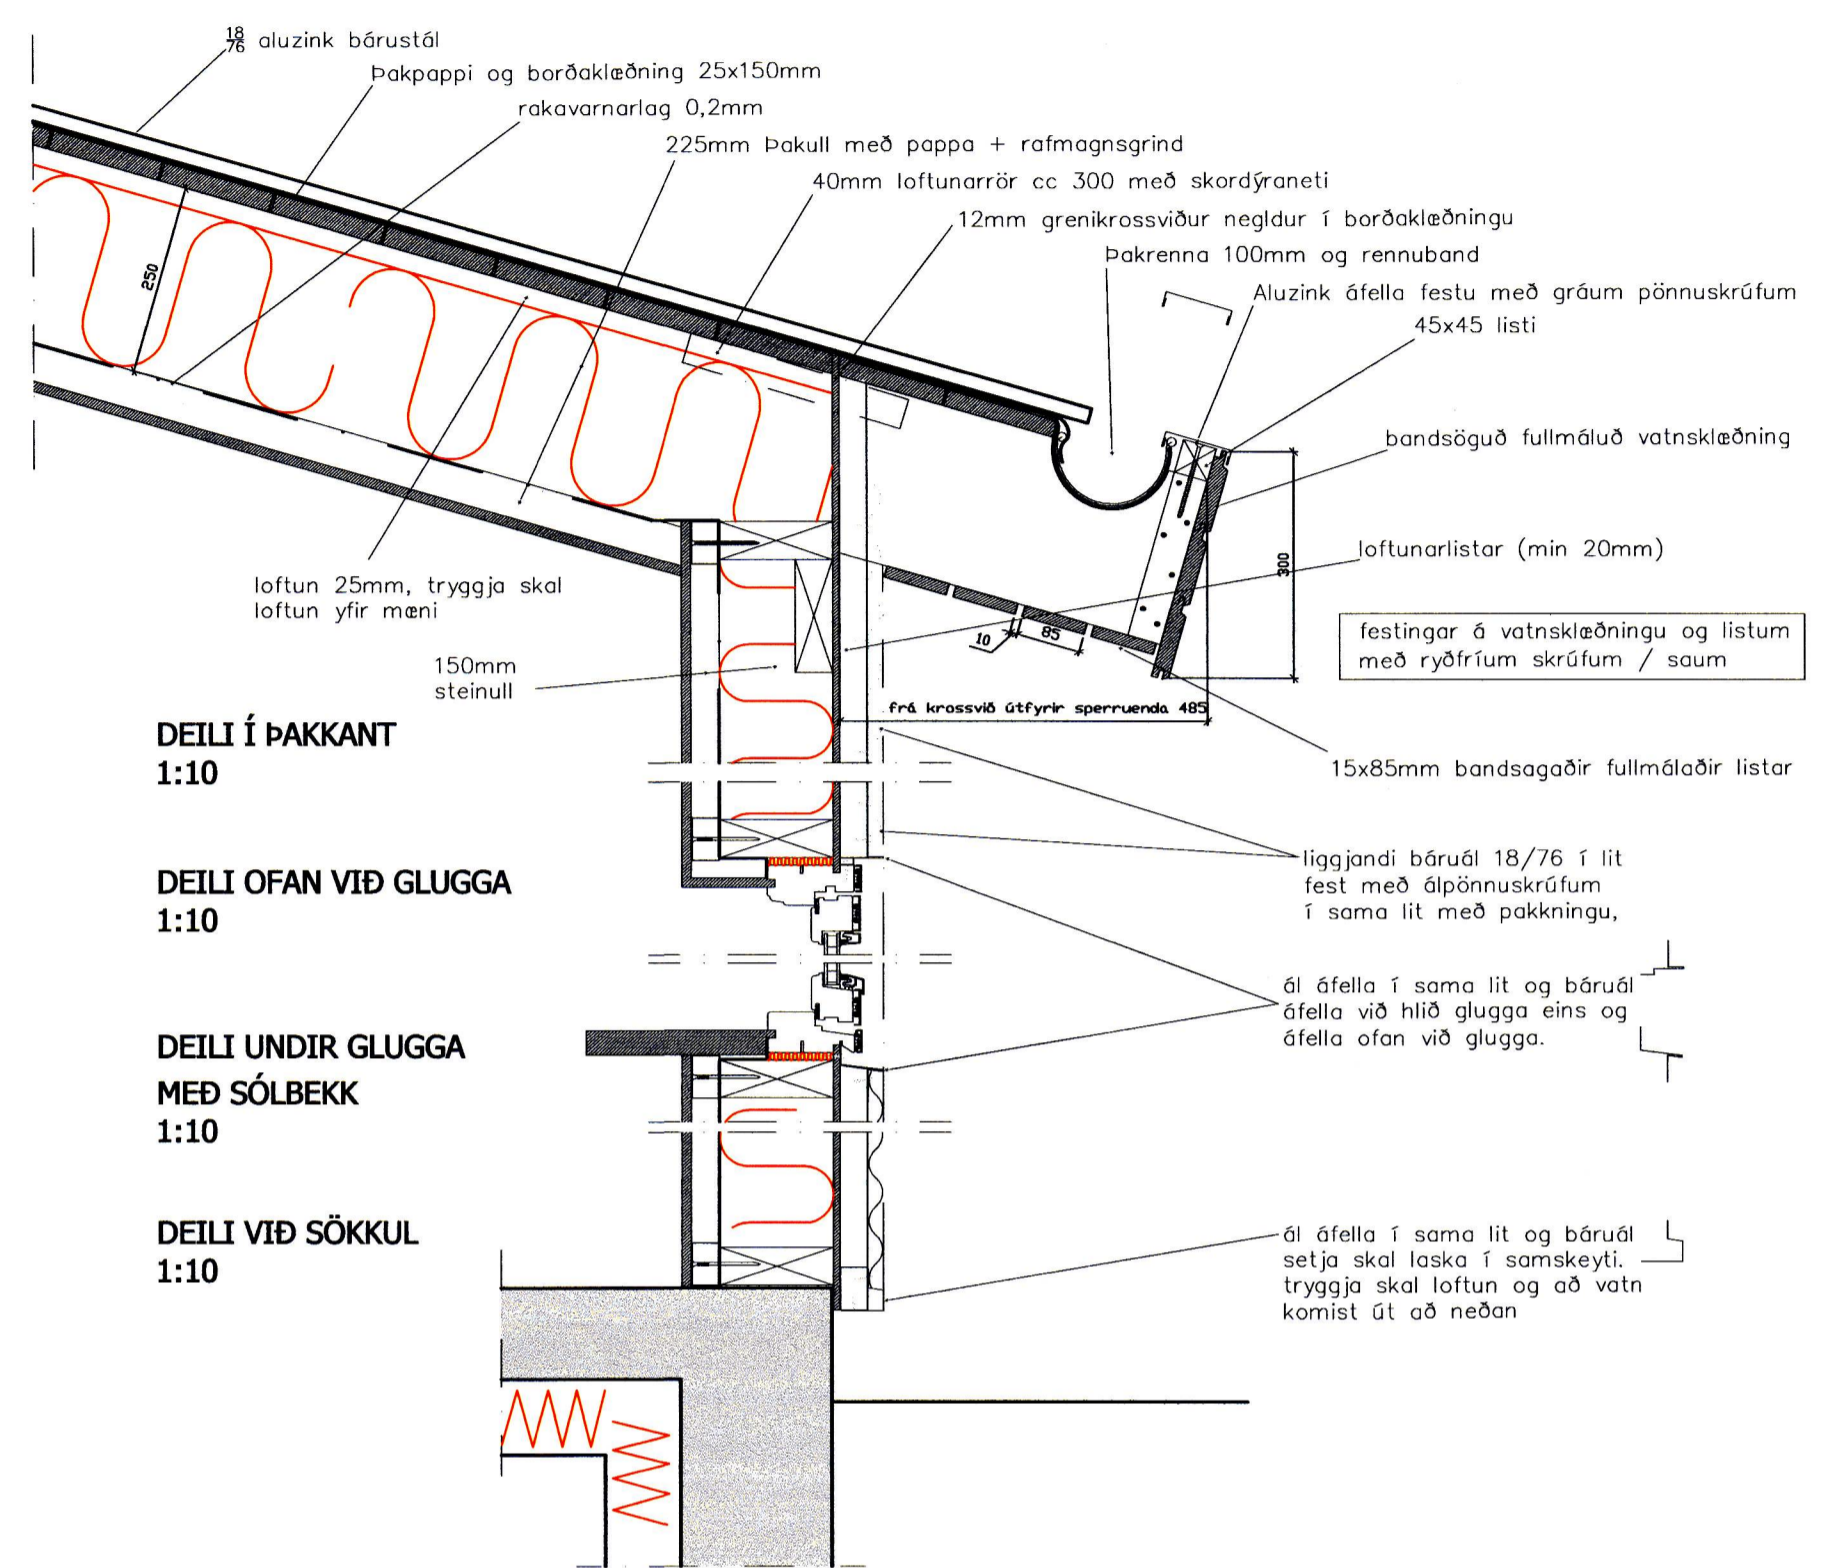 18/76 aluzink bárustál
Þakpappi og borðaklæðning 25x150mm
rakavarnarlag 0,2mm
225mm Þakull með pappa + rafmagnsgrind
40mm loftunarrör cc 300 með skordýraneti
12mm grenikrossviður negldur í borðaklæðningu
Þakrenna 100mm og rennuband
Aluzink áfella festu með gráum pönnuskrúfum
45x45 listi
250
bandsöguð fullmáluð vatnsklæðning
loftunarlistar (min 20mm)
300
loftun 25mm, tryggja skal
loftun yfir mæni
10
85
festingar á vatnsklæðningu og listum
með ryðfríum skrúfum / saum
150mm
steinull
frá krossvið útfyrir sperruenda 485
DEILI Í ÞAKKANT
1:10
15x85mm bandsagaðir fullmálaðir listar
liggjandi báruál 18/76 í lit
fest með álpönnuskrúfum
í sama lit með pakkningu,
DEILI OFAN VIÐ GLUGGA
1:10
ál áfella í sama lit og báruál
áfella við hlið glugga eins og
áfella ofan við glugga.
DEILI UNDIR GLUGGA
MEÐ SÓLBEKK
1:10
DEILI VIÐ SÖKKUL
1:10
ál áfella í sama lit og báruál
setja skal laska í samskeyti.
tryggja skal loftun og að vatn
komist út að neðan